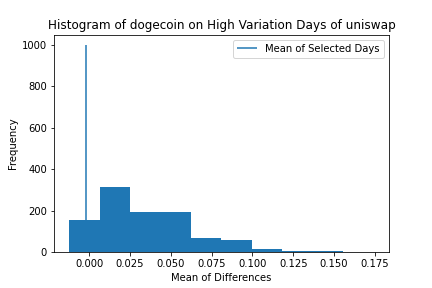 Histogram of dogecoin on High Variation Days of uniswap
Mean of Selected Days
1000
800
600
400
200
0
Frequency
0.000 0.025 0.050 0.075 0.100 0.125 0.150 0.175
Mean of Differences